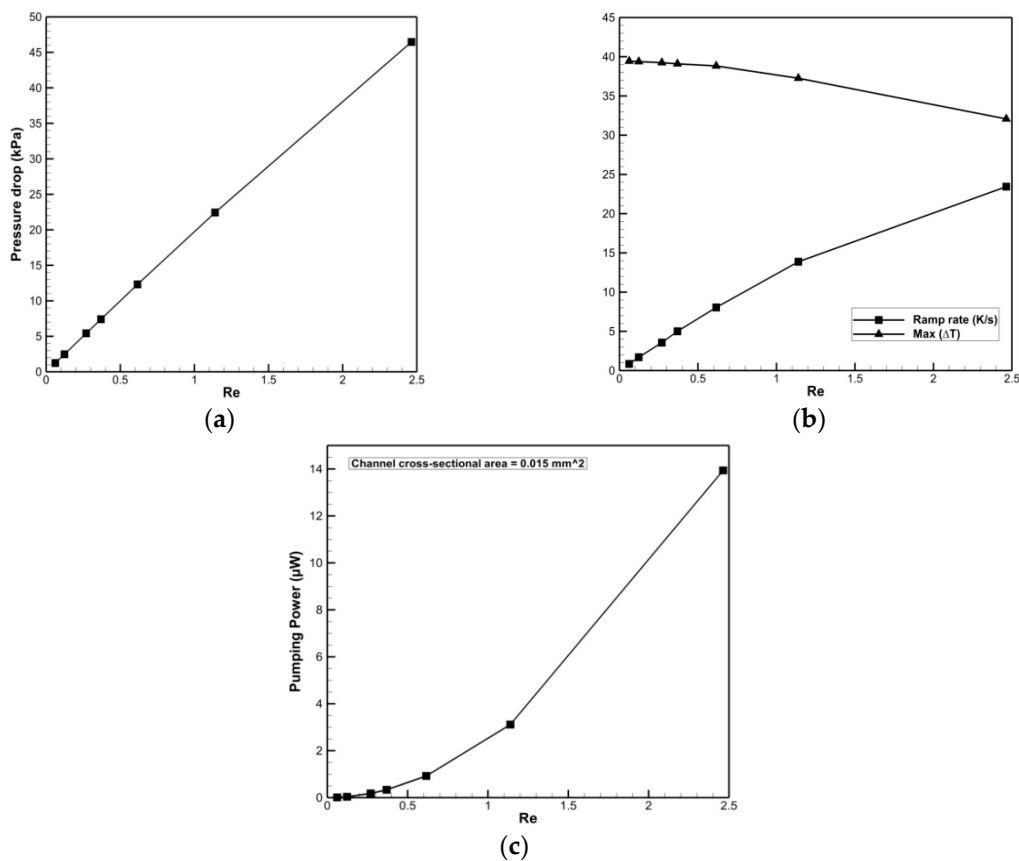 50
45
40
35
30
25
20
15
10
5
0
Pressure drop (kPa)
0 0.5 1 1.5 2 2.5
Re
(a)
45
40
35
30
25
20
15
10
5
0
Ramp rate (K/s)
Max (ΔT)
0 0.5 1 1.5 2 2.5
Re
(b)
Channel cross-sectional area = 0.015 mm^2
14
12
10
8
6
4
2
0
Pumping Power (µW)
0 0.5 1 1.5 2 2.5
Re
(c)